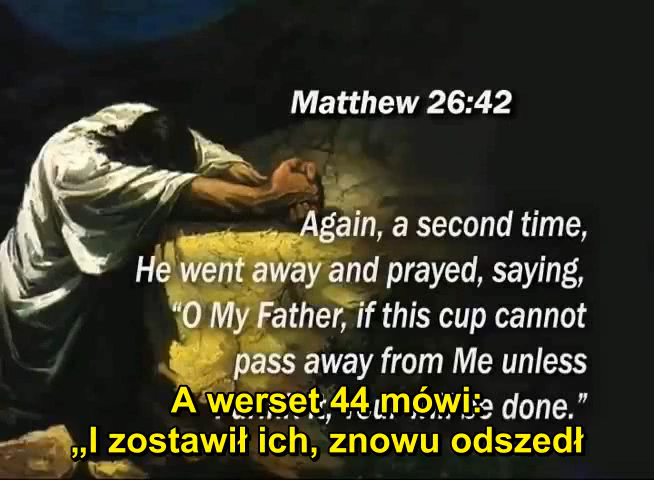 Matthew 26:42
Again, a second time,
He went away and prayed, saying,
“O My Father, if this cup cannot
pass away from Me unless
be done.”
A werset 44 mówi:
„I zostawił ich, znowu odszedł